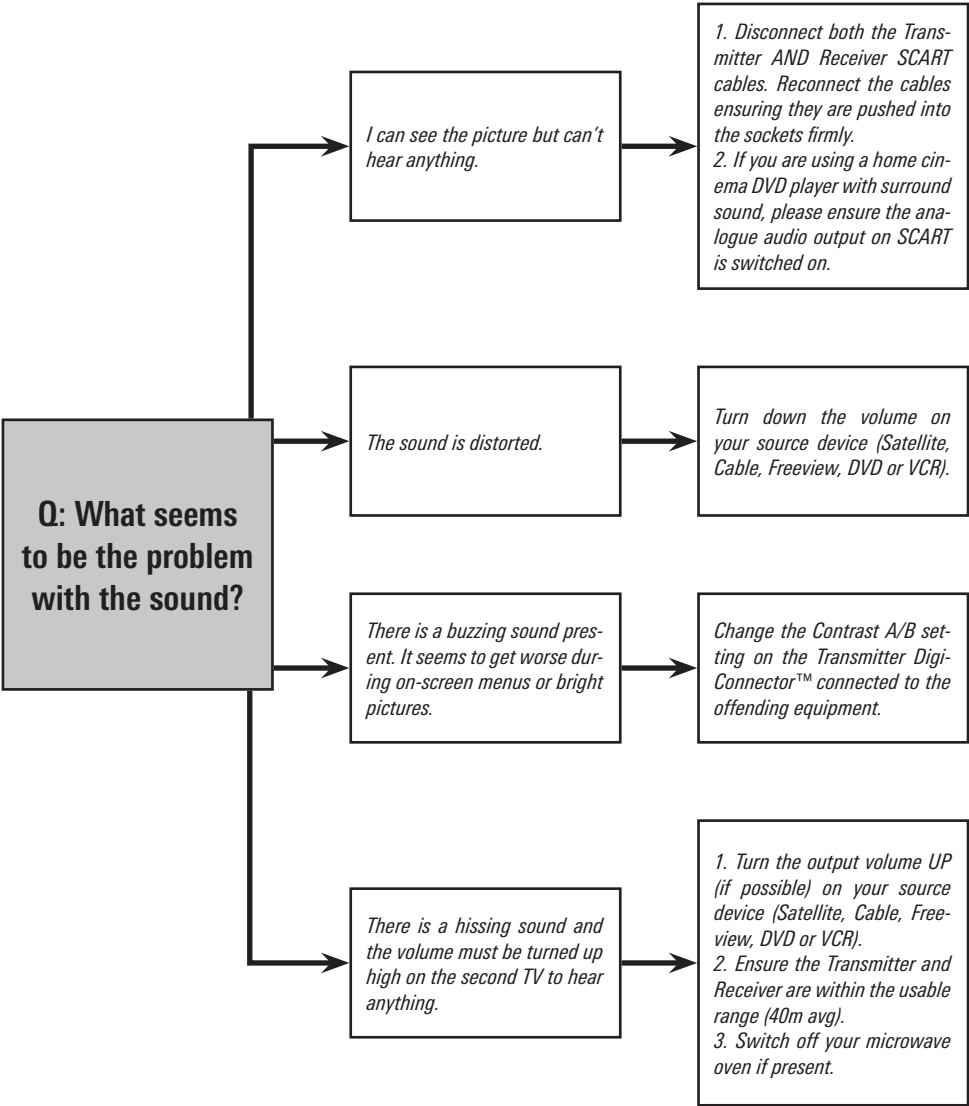 Q: What seems
to be the problem
with the sound?
I can see the picture but can't
hear anything.
1. Disconnect both the Trans-
mitter AND Receiver SCART
cables. Reconnect the cables
ensuring they are pushed into
the sockets firmly.
2. If you are using a home cin-
ema DVD player with surround
sound, please ensure the ana-
logue audio output on SCART
is switched on.
The sound is distorted.
Turn down the volume on
your source device (Satellite,
Cable, Freeview, DVD or VCR).
There is a buzzing sound pres-
ent. It seems to get worse dur-
ing on-screen menus or bright
pictures.
Change the Contrast A/B set-
ting on the Transmitter Digi-
Connector™ connected to the
offending equipment.
There is a hissing sound and
the volume must be turned up
high on the second TV to hear
anything.
1. Turn the output volume UP
(if possible) on your source
device (Satellite, Cable, Free-
view, DVD or VCR).
2. Ensure the Transmitter and
Receiver are within the usable
range (40m avg).
3. Switch off your microwave
oven if present.